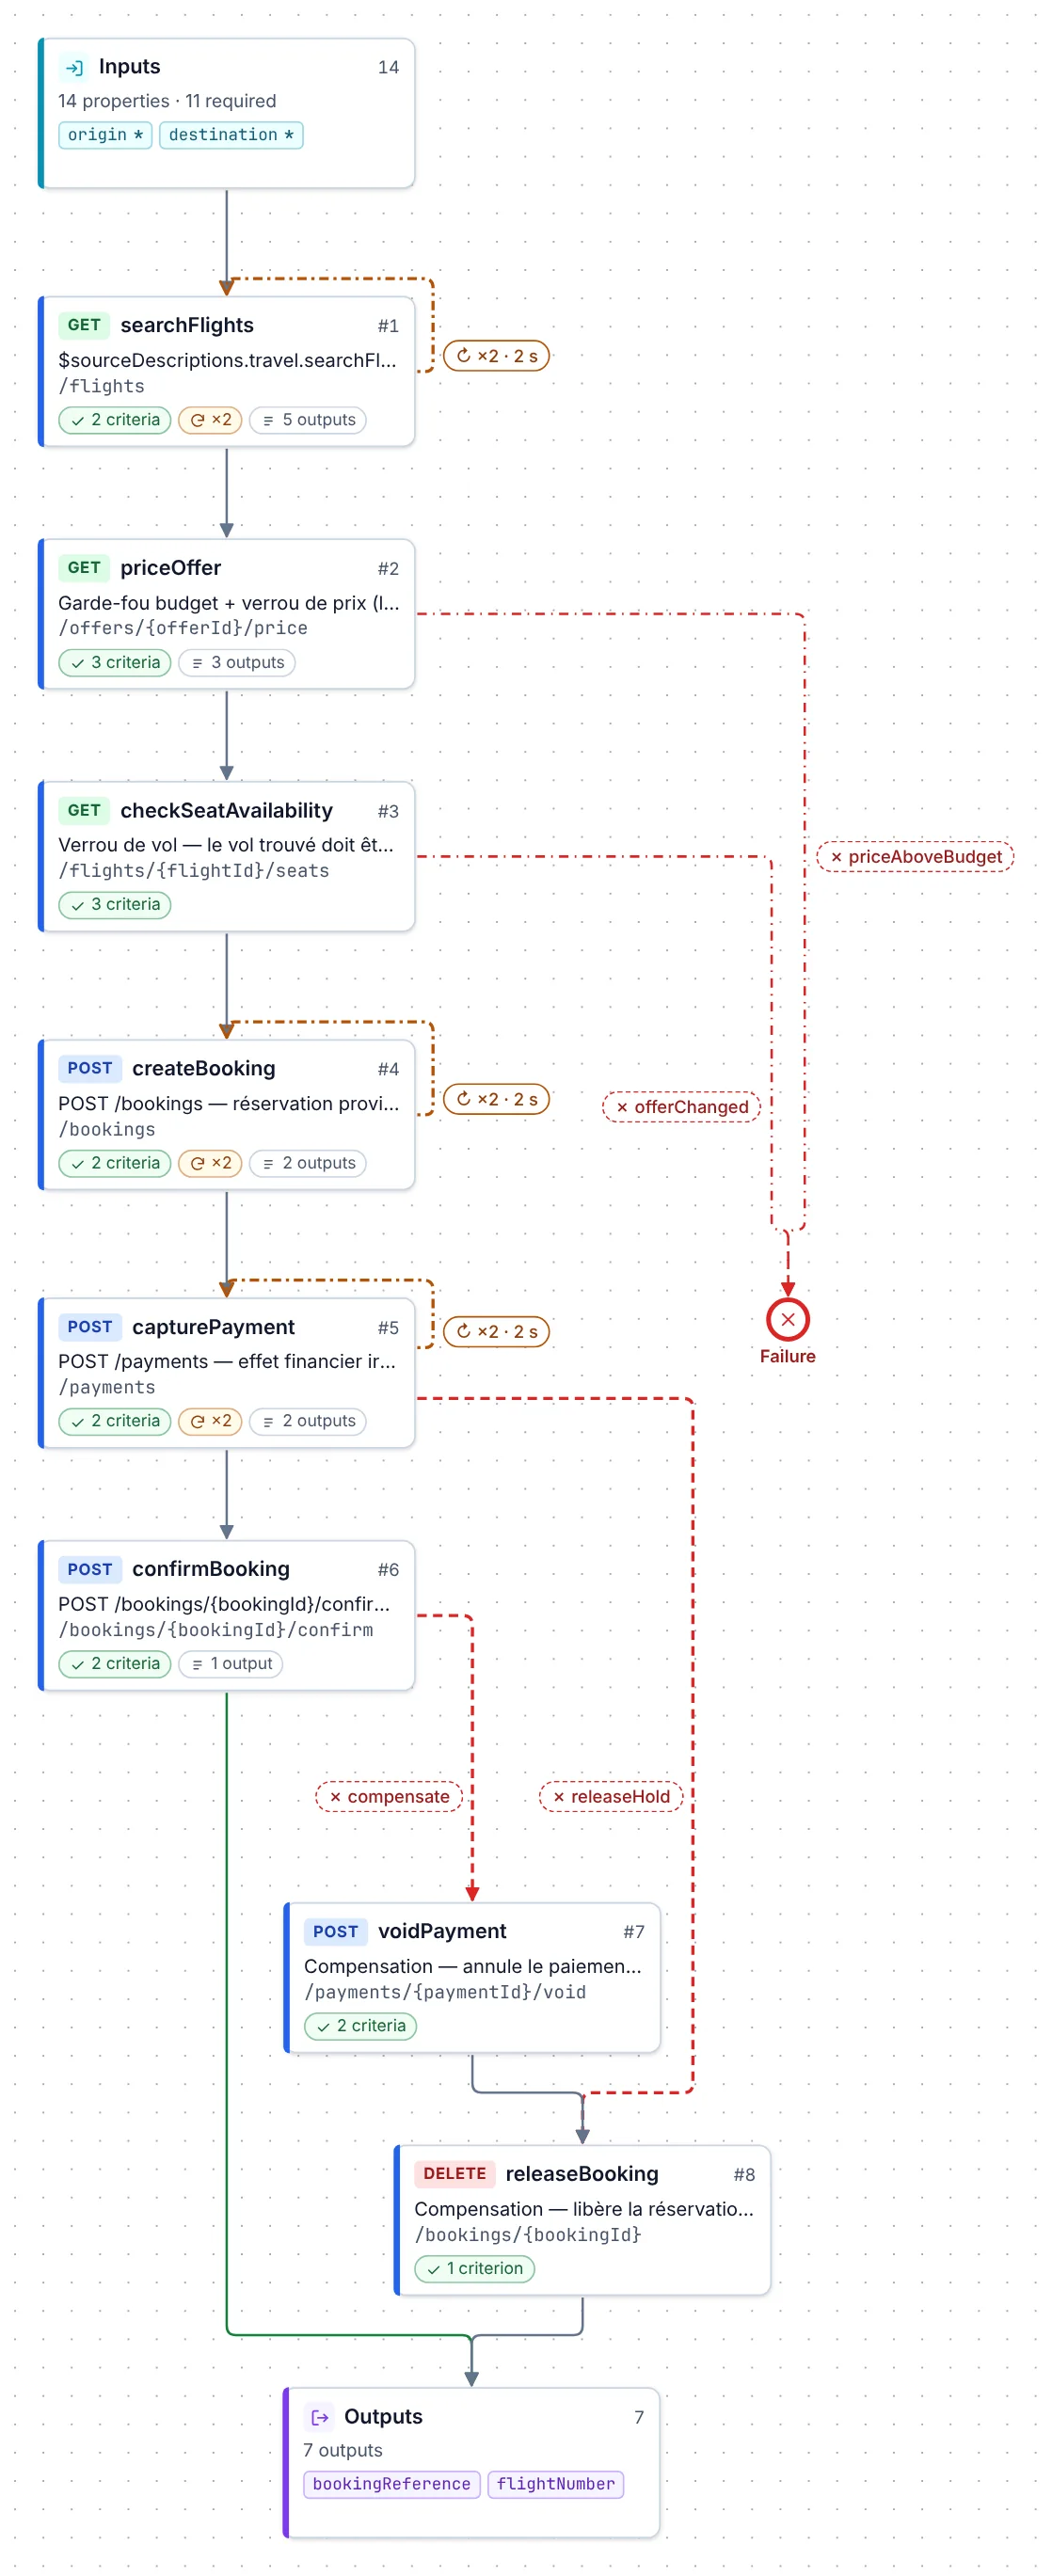 Inputs 14
14 properties · 11 required
origin * destination *
GET searchFlights #1
$sourceDescriptions.travel.searchFl...
/flights
×2 · 2 s
2 criteria ×2 5 outputs
GET priceOffer #2
Garde-fou budget + verrou de prix (l...
/offers/{offerId}/price
3 criteria 3 outputs
GET checkSeatAvailability #3
Verrou de vol — le vol trouvé doit êt...
/flights/{flightId}/seats
3 criteria
× priceAboveBudget
POST createBooking #4
POST /bookings — réservation provi...
/bookings
×2 · 2 s
2 criteria ×2 2 outputs
× offerChanged
POST capturePayment #5
POST /payments — effet financier ir...
/payments
×2 · 2 s
2 criteria ×2 2 outputs
Failure
POST confirmBooking #6
POST /bookings/{bookingId}/confir...
/bookings/{bookingId}/confirm
2 criteria 1 output
× compensate
× releaseHold
POST voidPayment #7
Compensation — annule le paiemen...
/payments/{paymentId}/void
2 criteria
DELETE releaseBooking #8
Compensation — libère la réservatio...
/bookings/{bookingId}
1 criterion
Outputs 7
7 outputs
bookingReference flightNumber